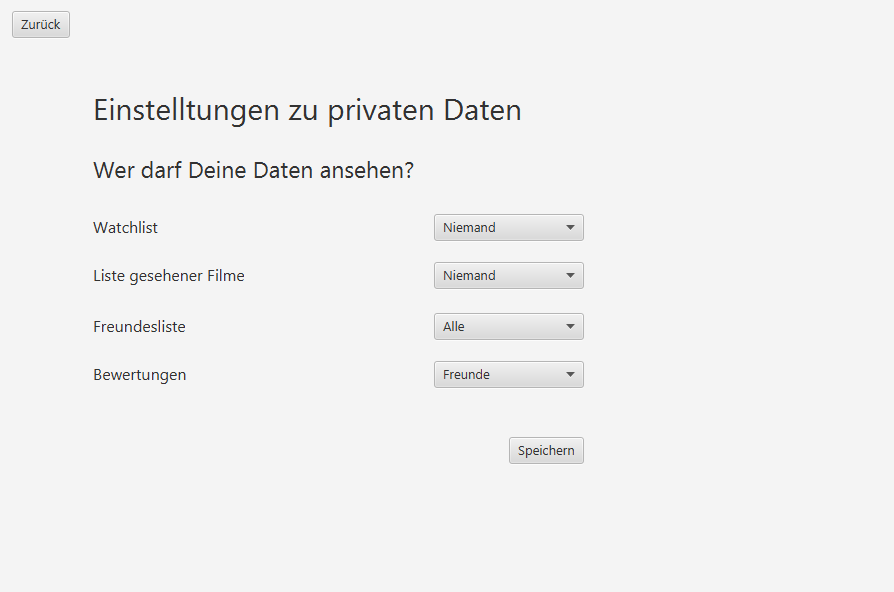 Zurück
Einstelltungen zu privaten Daten
Wer darf Deine Daten ansehen?
Watchlist Niemand
Liste gesehener Filme Niemand
Freundesliste Alle
Bewertungen Freunde
Speichern